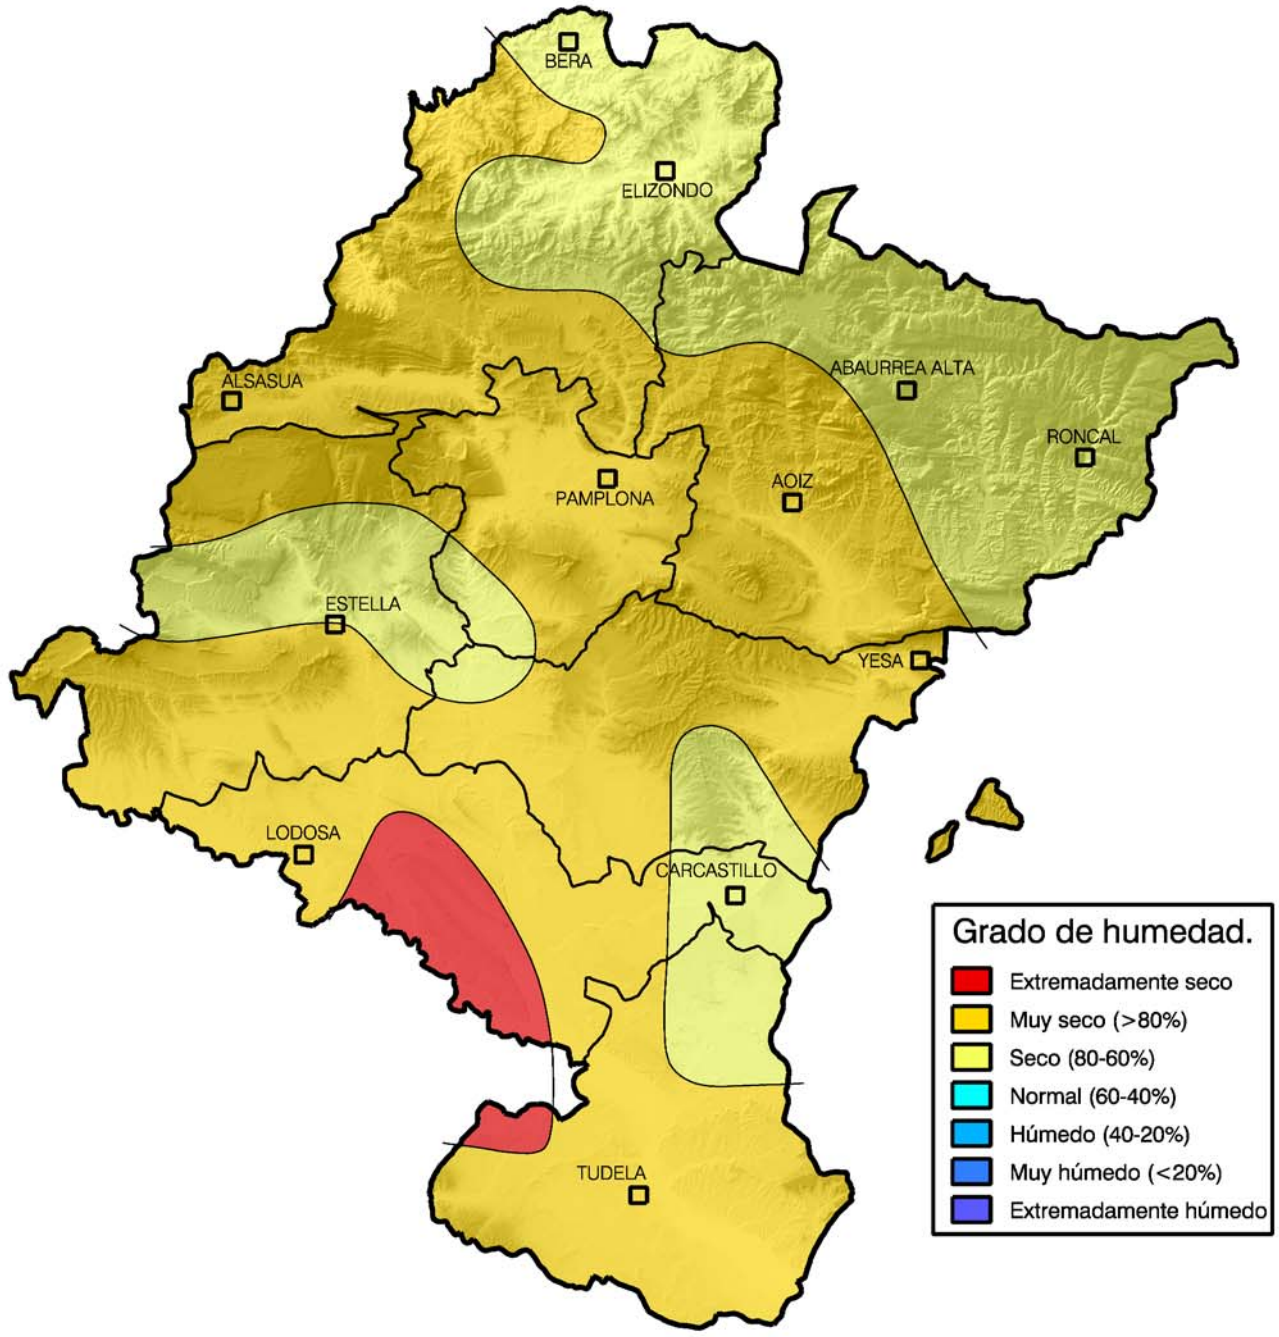 BERA
ELIZONDO
ABAURREA ALTA
ALSASUA
RONCAL
AOIZ
PAMPLONA
ESTELLA
YESA
LODOSA
CARCASTILLO
TUDELA
Grado de humedad.
Extremadamente seco
Muy seco (>80%)
Seco (80-60%)
Normal (60-40%)
Húmedo (40-20%)
Muy húmedo (<20%)
Extremadamente húmedo